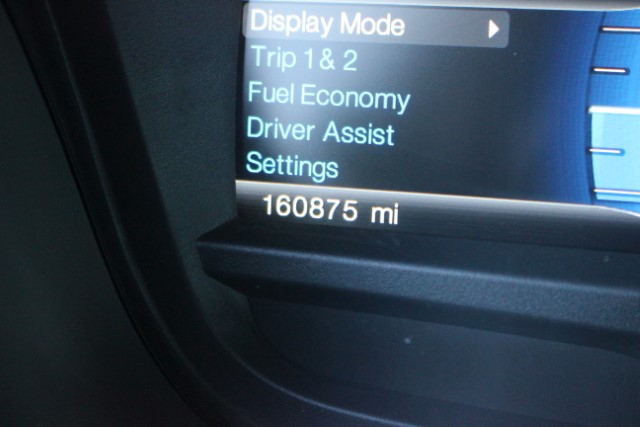 Display Mode
Trip 1 & 2
Fuel Economy
Driver Assist
Settings
160875 mi